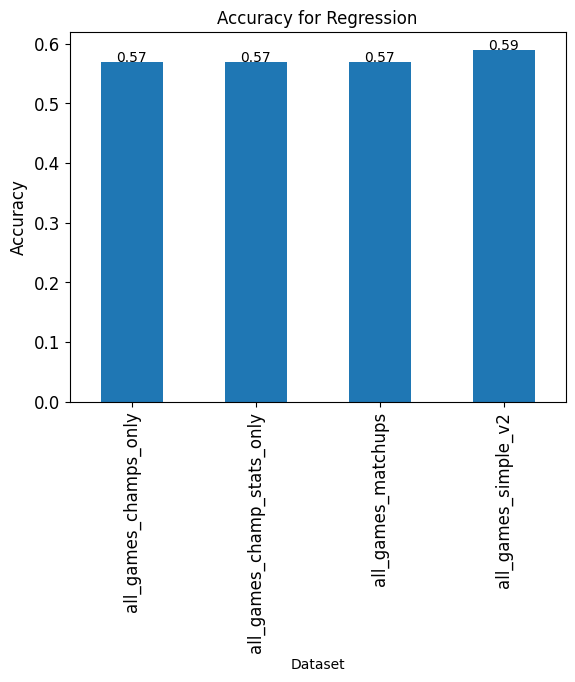 Accuracy for Regression
Accuracy
0.6
0.5
0.4
0.3
0.2
0.1
0.0
0.57
0.57
0.57
0.59
all_games_champs_only
all_games_champ_stats_only
all_games_matchups
all_games_simple_v2
Dataset